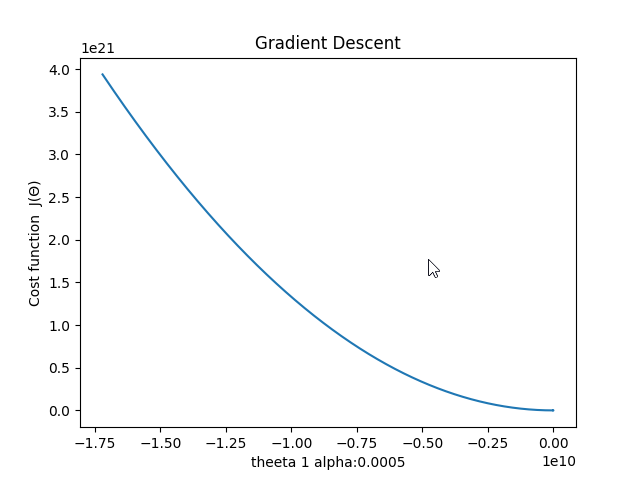 Gradient Descent
1e21
4.0
3.5
3.0
2.5
2.0
1.5
1.0
0.5
0.0
Cost function J(Θ)
−1.75 −1.50 −1.25 −1.00 −0.75 −0.50 −0.25 0.00
1e10
theeta 1 alpha:0.0005